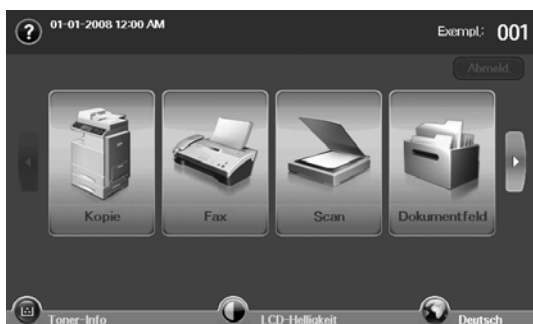 ?
01-01-2008 12:00 AM
Exempl.: 001
Abmeld.
Kopie
Fax
Scan
Dokumentfeld
Toner-Info
LCD-Helligkeit
Deutsch